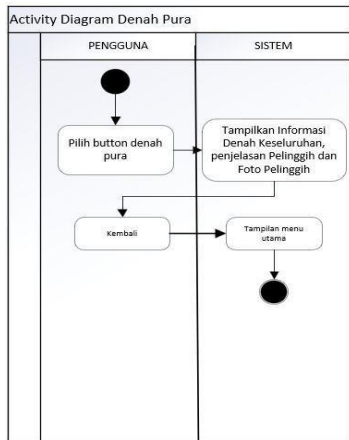 Activity Diagram Denah Pura
PENGGUNA
SISTEM
Pilih button denah
pura
Tampilkan Informasi
Denah Keseluruhan,
penjelasan Pelinggih dan
Foto Pelinggih
Kembali
Tampilan menu
utama